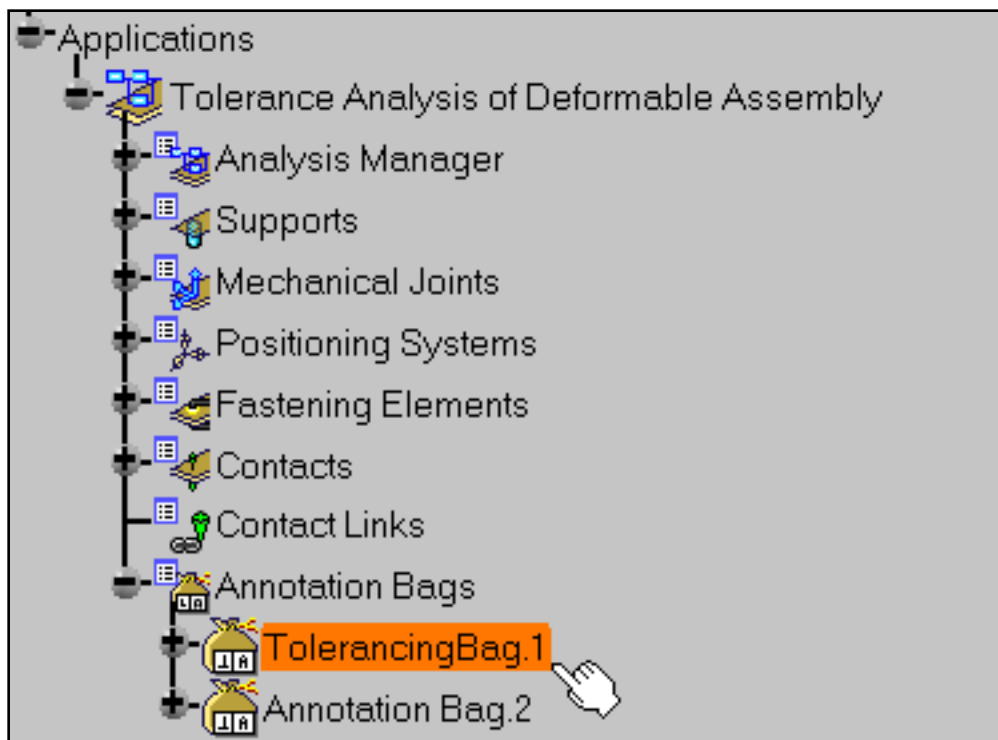 Applications
Tolerance Analysis of Deformable Assembly
Analysis Manager
Supports
Mechanical Joints
Positioning Systems
Fastening Elements
Contacts
Contact Links
Annotation Bags
TolerancingBag.1
Annotation Bag.2